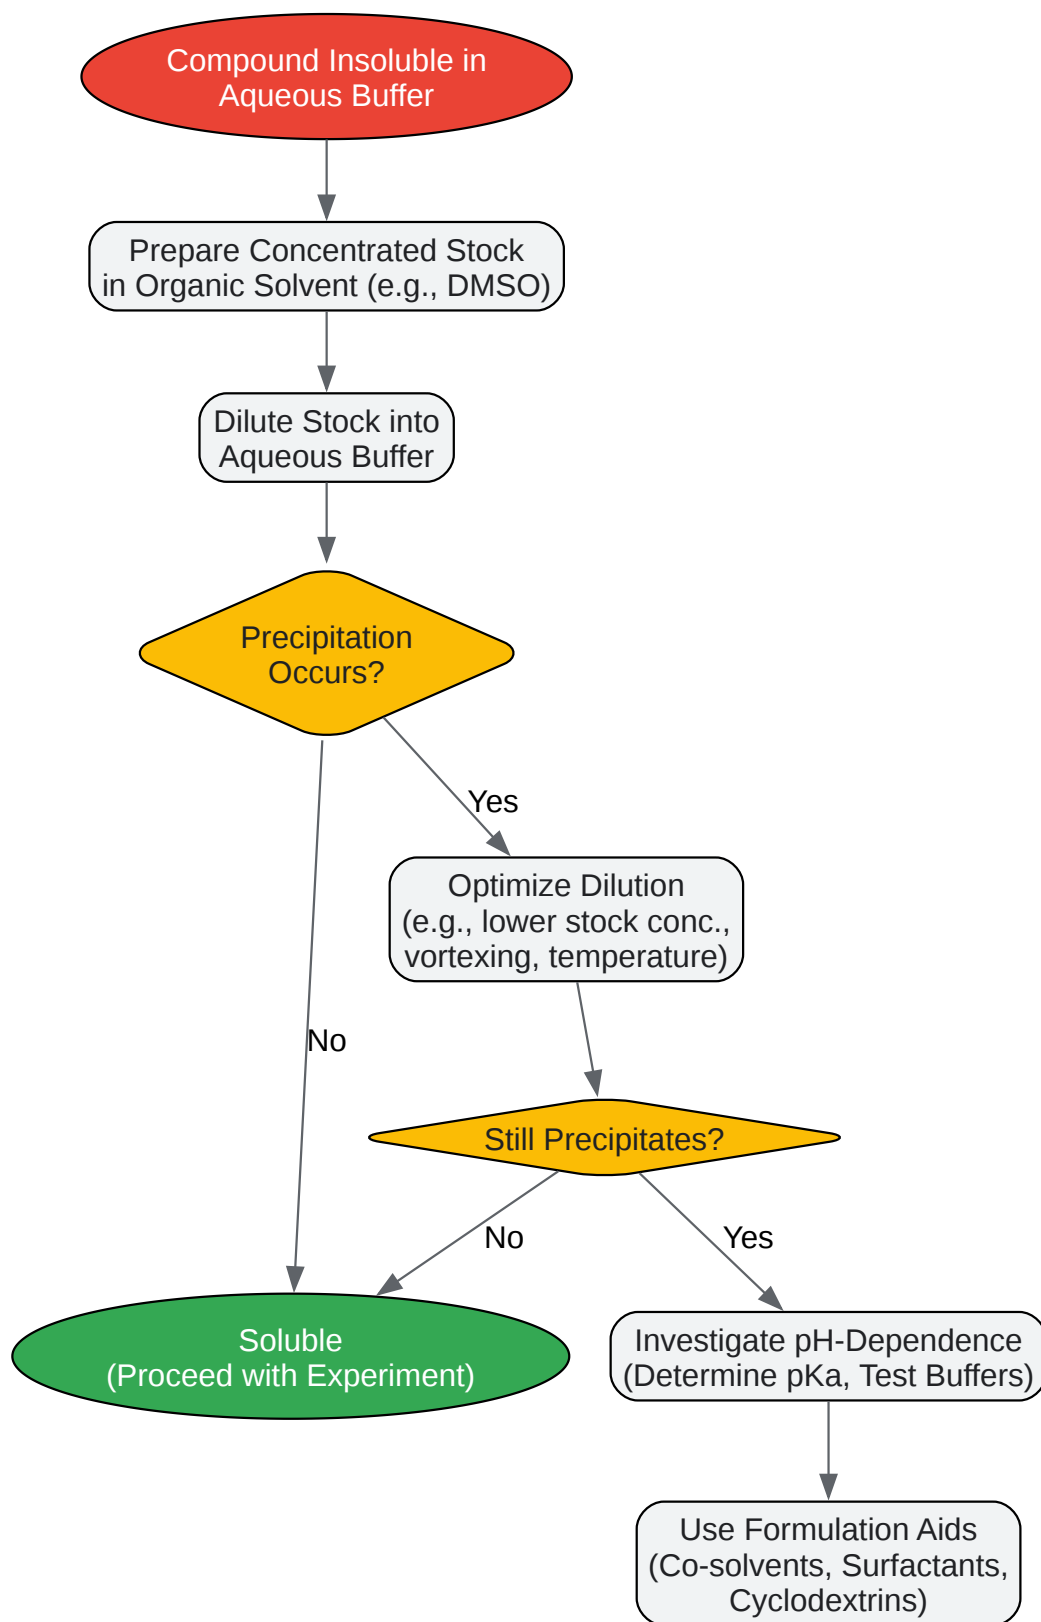 Compound Insoluble in
Aqueous Buffer
Prepare Concentrated Stock
in Organic Solvent (e.g., DMSO)
Dilute Stock into
Aqueous Buffer
Precipitation
Occurs?
Yes
Optimize Dilution
(e.g., lower stock conc.,
vortexing, temperature)
No
Still Precipitates?
No
Yes
Soluble
(Proceed with Experiment)
Investigate pH-Dependence
(Determine pKa, Test Buffers)
Use Formulation Aids
(Co-solvents, Surfactants,
Cyclodextrins)